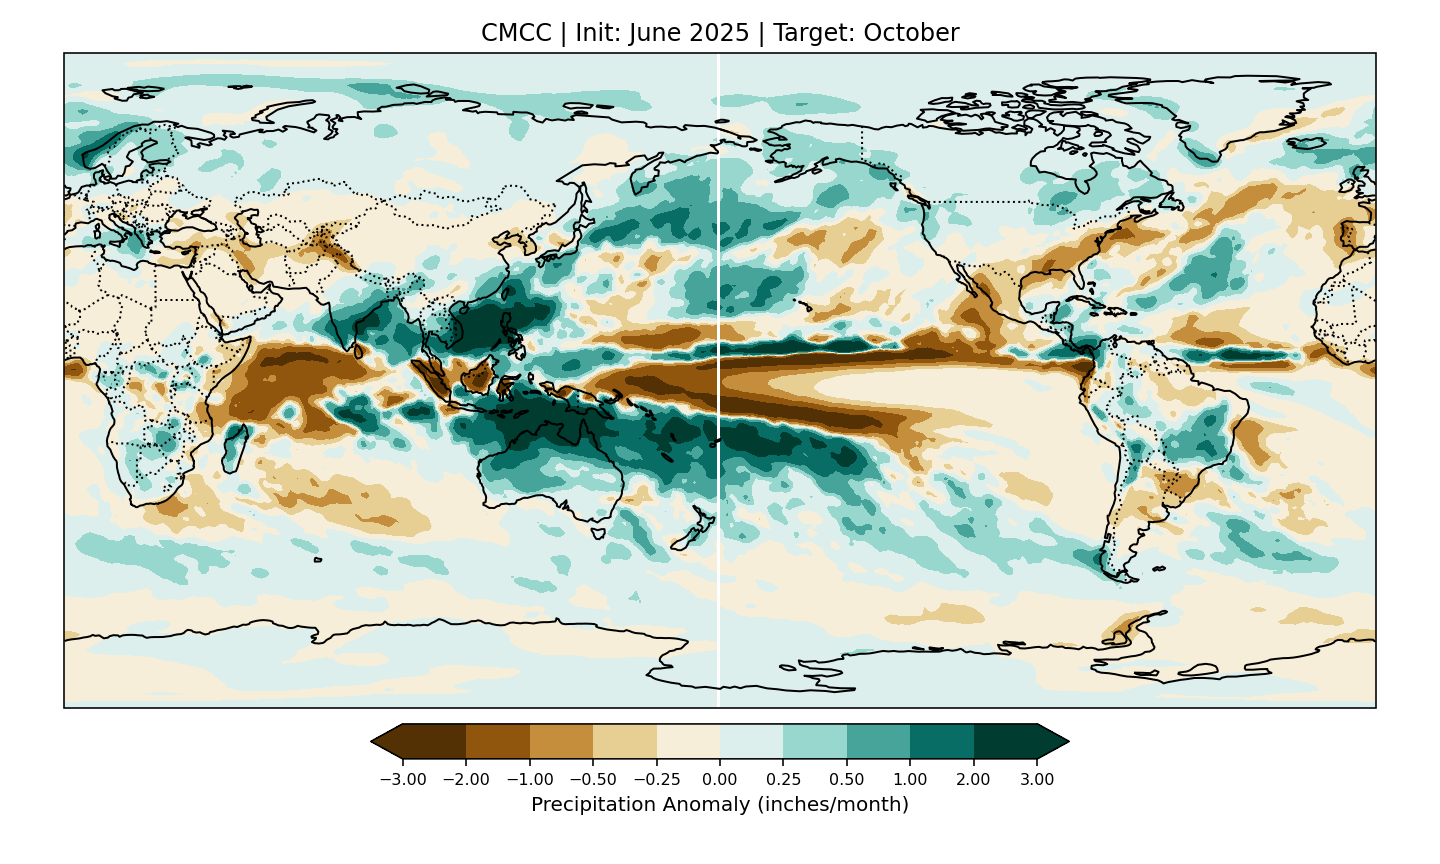 CMCC | Init: June 2025 | Target: October
−3.00 −2.00 −1.00 −0.50 −0.25 0.00 0.25 0.50 1.00 2.00 3.00
Precipitation Anomaly (inches/month)